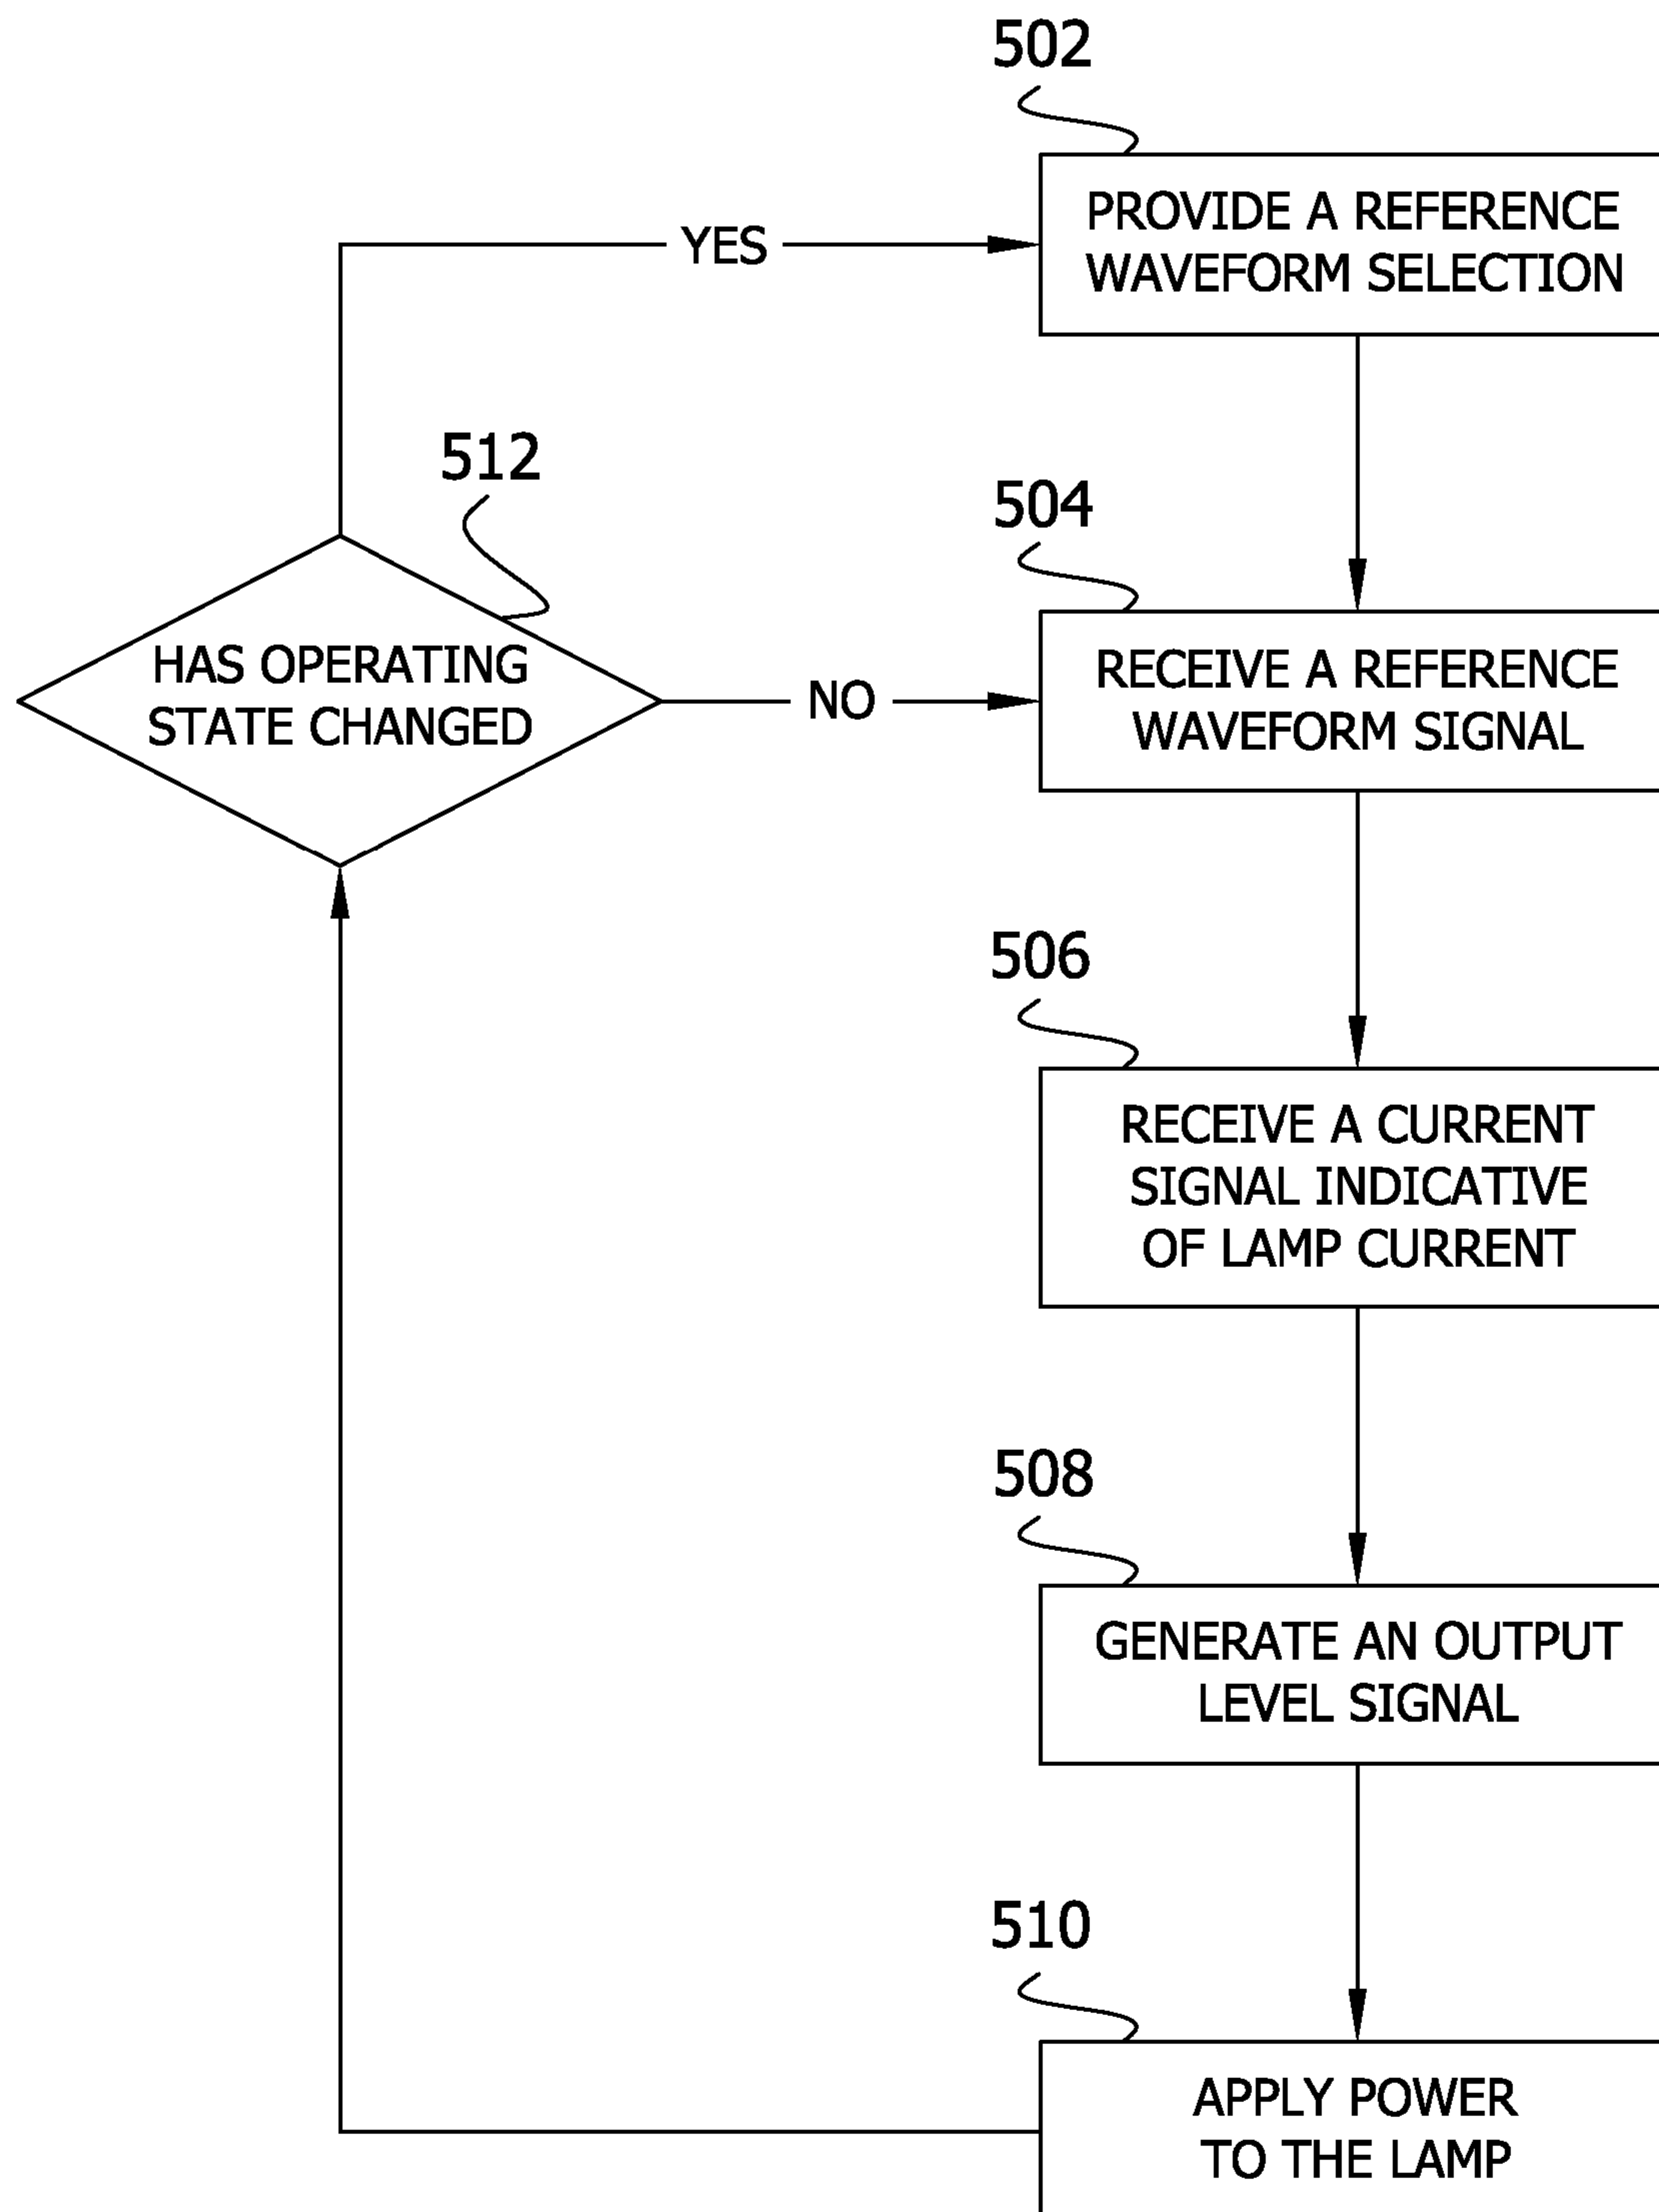 502
PROVIDE A REFERENCE
WAVEFORM SELECTION
YES
512
HAS OPERATING
STATE CHANGED
NO
504
RECEIVE A REFERENCE
WAVEFORM SIGNAL
506
RECEIVE A CURRENT
SIGNAL INDICATIVE
OF LAMP CURRENT
508
GENERATE AN OUTPUT
LEVEL SIGNAL
510
APPLY POWER
TO THE LAMP